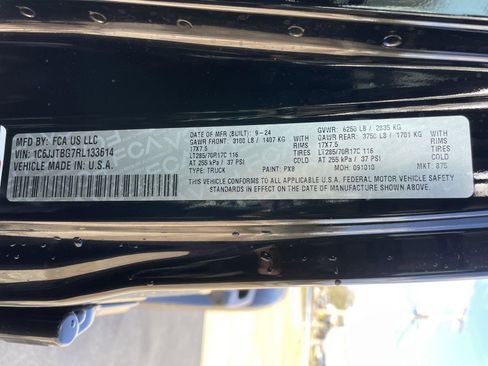 MFD BY: FCA US LLC
VIN: 1C6JJTBG7RL133614
VEHICLE MADE IN: U.S.A.
DATE OF MFR (BUILT): 9-24
GAWR FRONT: 3100 LB / 1407 KG WITH
17X7.5 RIMS
LT285/70R17C 116
AT 255 kPa / 37 PSI COLD
TYPE: TRUCK PAINT: PX8
GVWR: 6250 LB / 2835 KG
GAWR REAR: 3750 LB / 1701 KG WITH
17X7.5 RIMS
LT285/70R17C 116
AT 255 kPa / 37 PSI COLD
MDH: 091010 MKT: 875
THIS VEHICLE CONFORMS TO ALL APPLICABLE U.S.A. FEDERAL MOTOR VEHICLE SAFETY
STANDARDS IN EFFECT ON THE DATE OF MANUFACTURE SHOWN ABOVE.